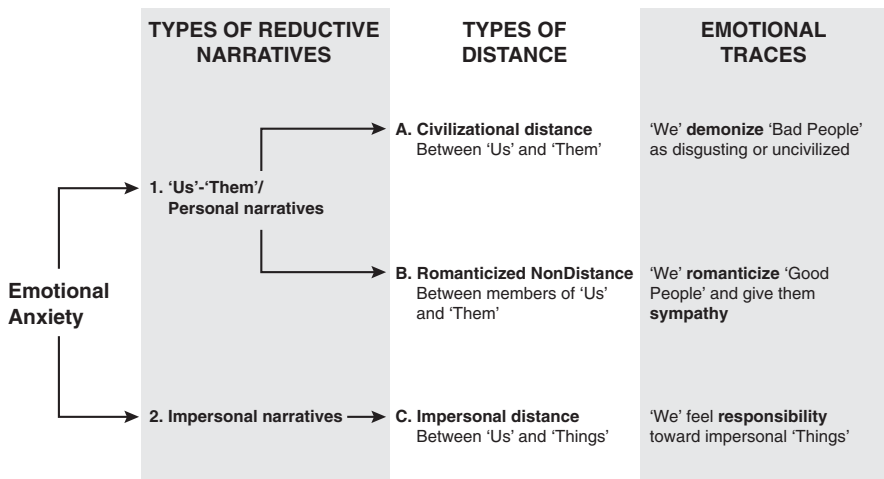 TYPES OF REDUCTIVE
NARRATIVES
TYPES OF
DISTANCE
EMOTIONAL
TRACES
Emotional
Anxiety
1. ‘Us’-‘Them’/
Personal narratives
A. Civilizational distance
Between ‘Us’ and ‘Them’
‘We’ demonize ‘Bad People’
as disgusting or uncivilized
B. Romanticized NonDistance
Between members of ‘Us’
and ‘Them’
‘We’ romanticize ‘Good
People’ and give them
sympathy
2. Impersonal narratives
C. Impersonal distance
Between ‘Us’ and ‘Things’
‘We’ feel responsibility
toward impersonal ‘Things’